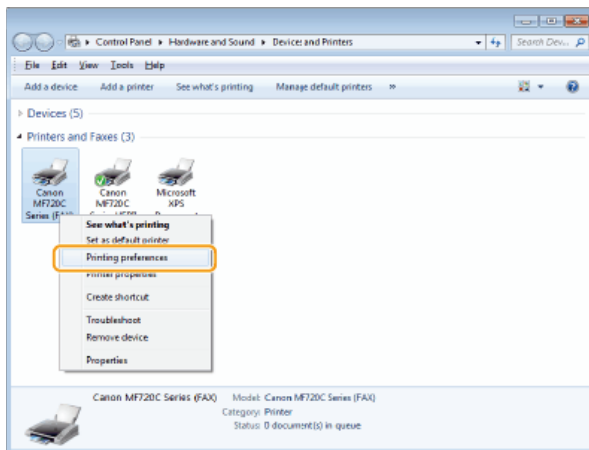 Control Panel ▸ Hardware and Sound ▸ Devices and Printers
Search Dev...
File Edit View Tools Help
Add a device Add a printer See what's printing Manage default printers »
Devices (5)
Printers and Faxes (3)
Canon MF720C Series (FAX)
Canon MF720C
Microsoft XPS
See what's printing
Set as default printer
Printing preferences
Printer properties
Create shortcut
Troubleshoot
Remove device
Properties
Canon MF720C Series (FAX) Model: Canon MF720C Series (FAX)
Category: Printer
Status: 0 document(s) in queue